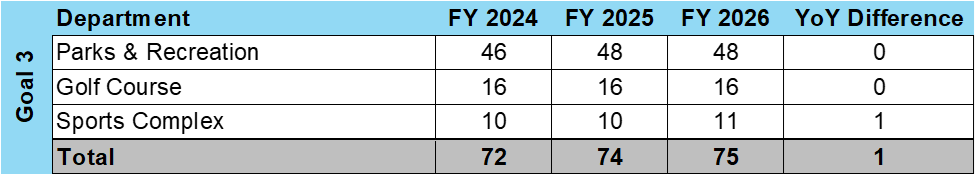 Goal 3
Department FY 2024 FY 2025 FY 2026 YoY Difference
Parks & Recreation 46 48 48 0
Golf Course 16 16 16 0
Sports Complex 10 10 11 1
Total 72 74 75 1